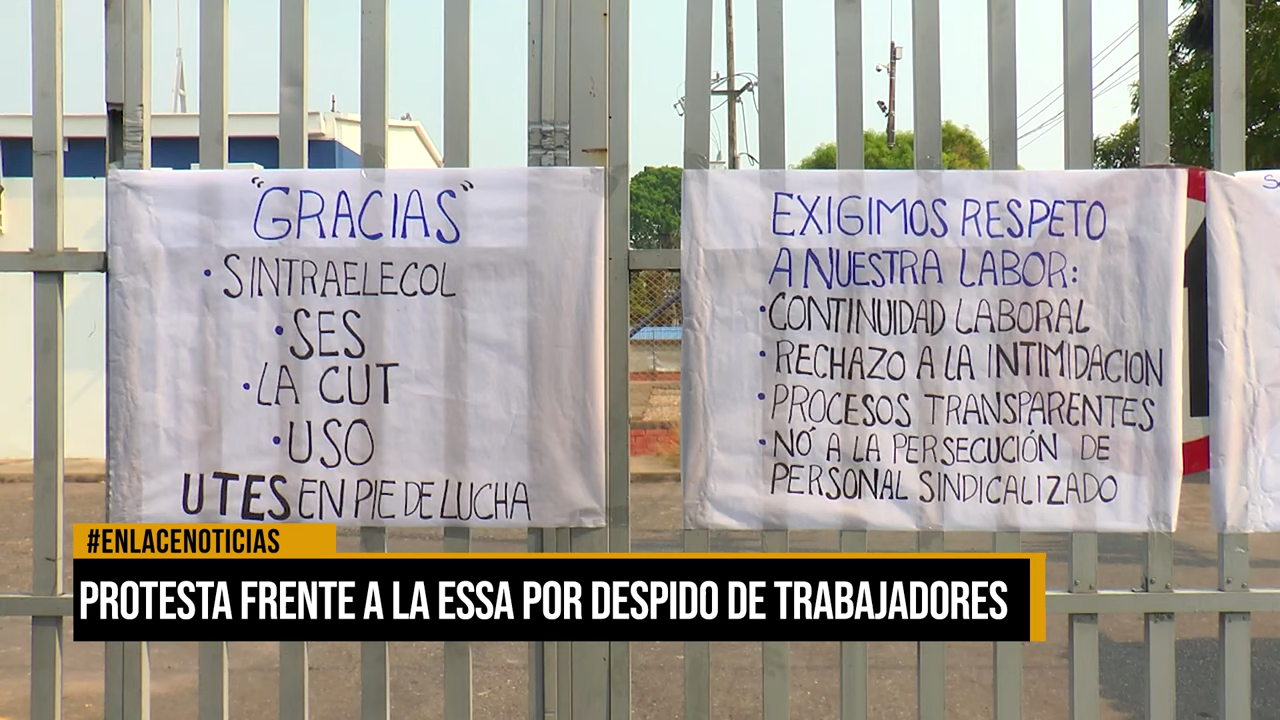 "GRACIAS"
• SINTRAELECOL
• SES
• LA CUT
• USO
UTES EN PIE DE LUCHA
EXIGIMOS RESPETO
A NUESTRA LABOR:
• CONTINUIDAD LABORAL
• RECHAZO A LA INTIMIDACION
• PROCESOS TRANSPARENTES
• NÓ A LA PERSECUCIÓN DE
PERSONAL SINDICALIZADO
#ENLACENOTICIAS
PROTESTA FRENTE A LA ESSA POR DESPIDO DE TRABAJADORES